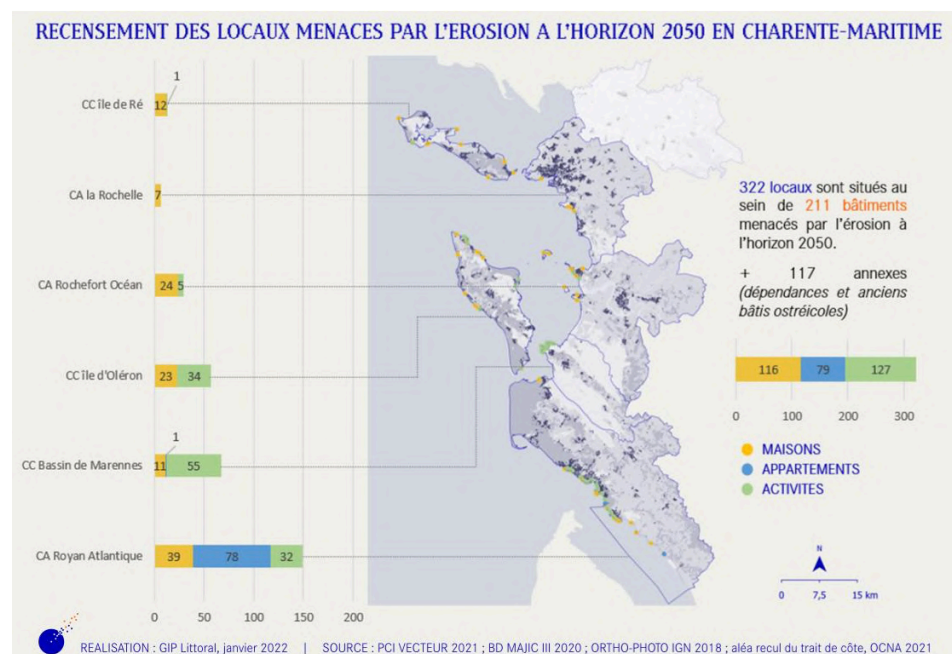 RECENSEMENT DES LOCAUX MENACES PAR L'EROSION A L'HORIZON 2050 EN CHARENTE-MARITIME
1
CC île de Ré
12
CA la Rochelle
7
CA Rochefort Océan
24 5
CC île d'Oléron
23 34
1
CC Bassin de Marennes
11 55
CA Royan Atlantique
39 78 32
0 50 100 150 200
322 locaux sont situés au
sein de 211 bâtiments
menacés par l'érosion à
l'horizon 2050.
+ 117 annexes
(dépendances et anciens
bâtis ostréicoles)
116 79 127
0 100 200 300
MAISONS
APPARTEMENTS
ACTIVITES
N
0 7,5 15 km
REALISATION : GIP Littoral, janvier 2022 | SOURCE : PCI VECTEUR 2021 ; BD MAJIC III 2020 ; ORTHO-PHOTO IGN 2018 ; aléa recul du trait de côte, OCNA 2021